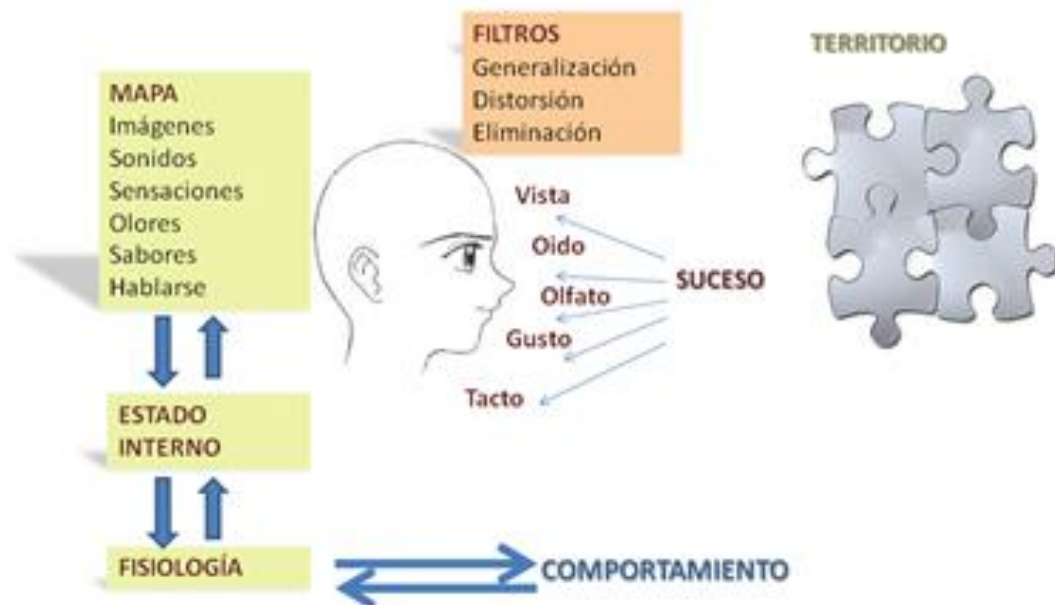 FILTROS
Generalización
Distorsión
Eliminación
TERRITORIO
MAPA
Imágenes
Sonidos
Sensaciones
Olores
Sabores
Hablarse
Vista
Oido
Olfato
Gusto
Tacto
SUCESO
ESTADO
INTERNO
FISIOLOGÍA
COMPORTAMIENTO